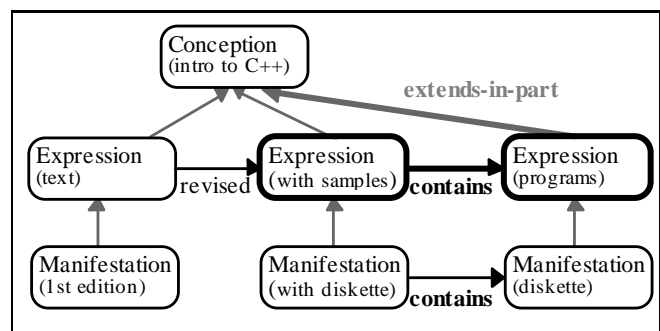 Conception
(intro to C++)
extends-in-part
Expression
(text)
revised
Expression
(with samples)
contains
Expression
(programs)
Manifestation
(1st edition)
Manifestation
(with diskette)
contains
Manifestation
(diskette)